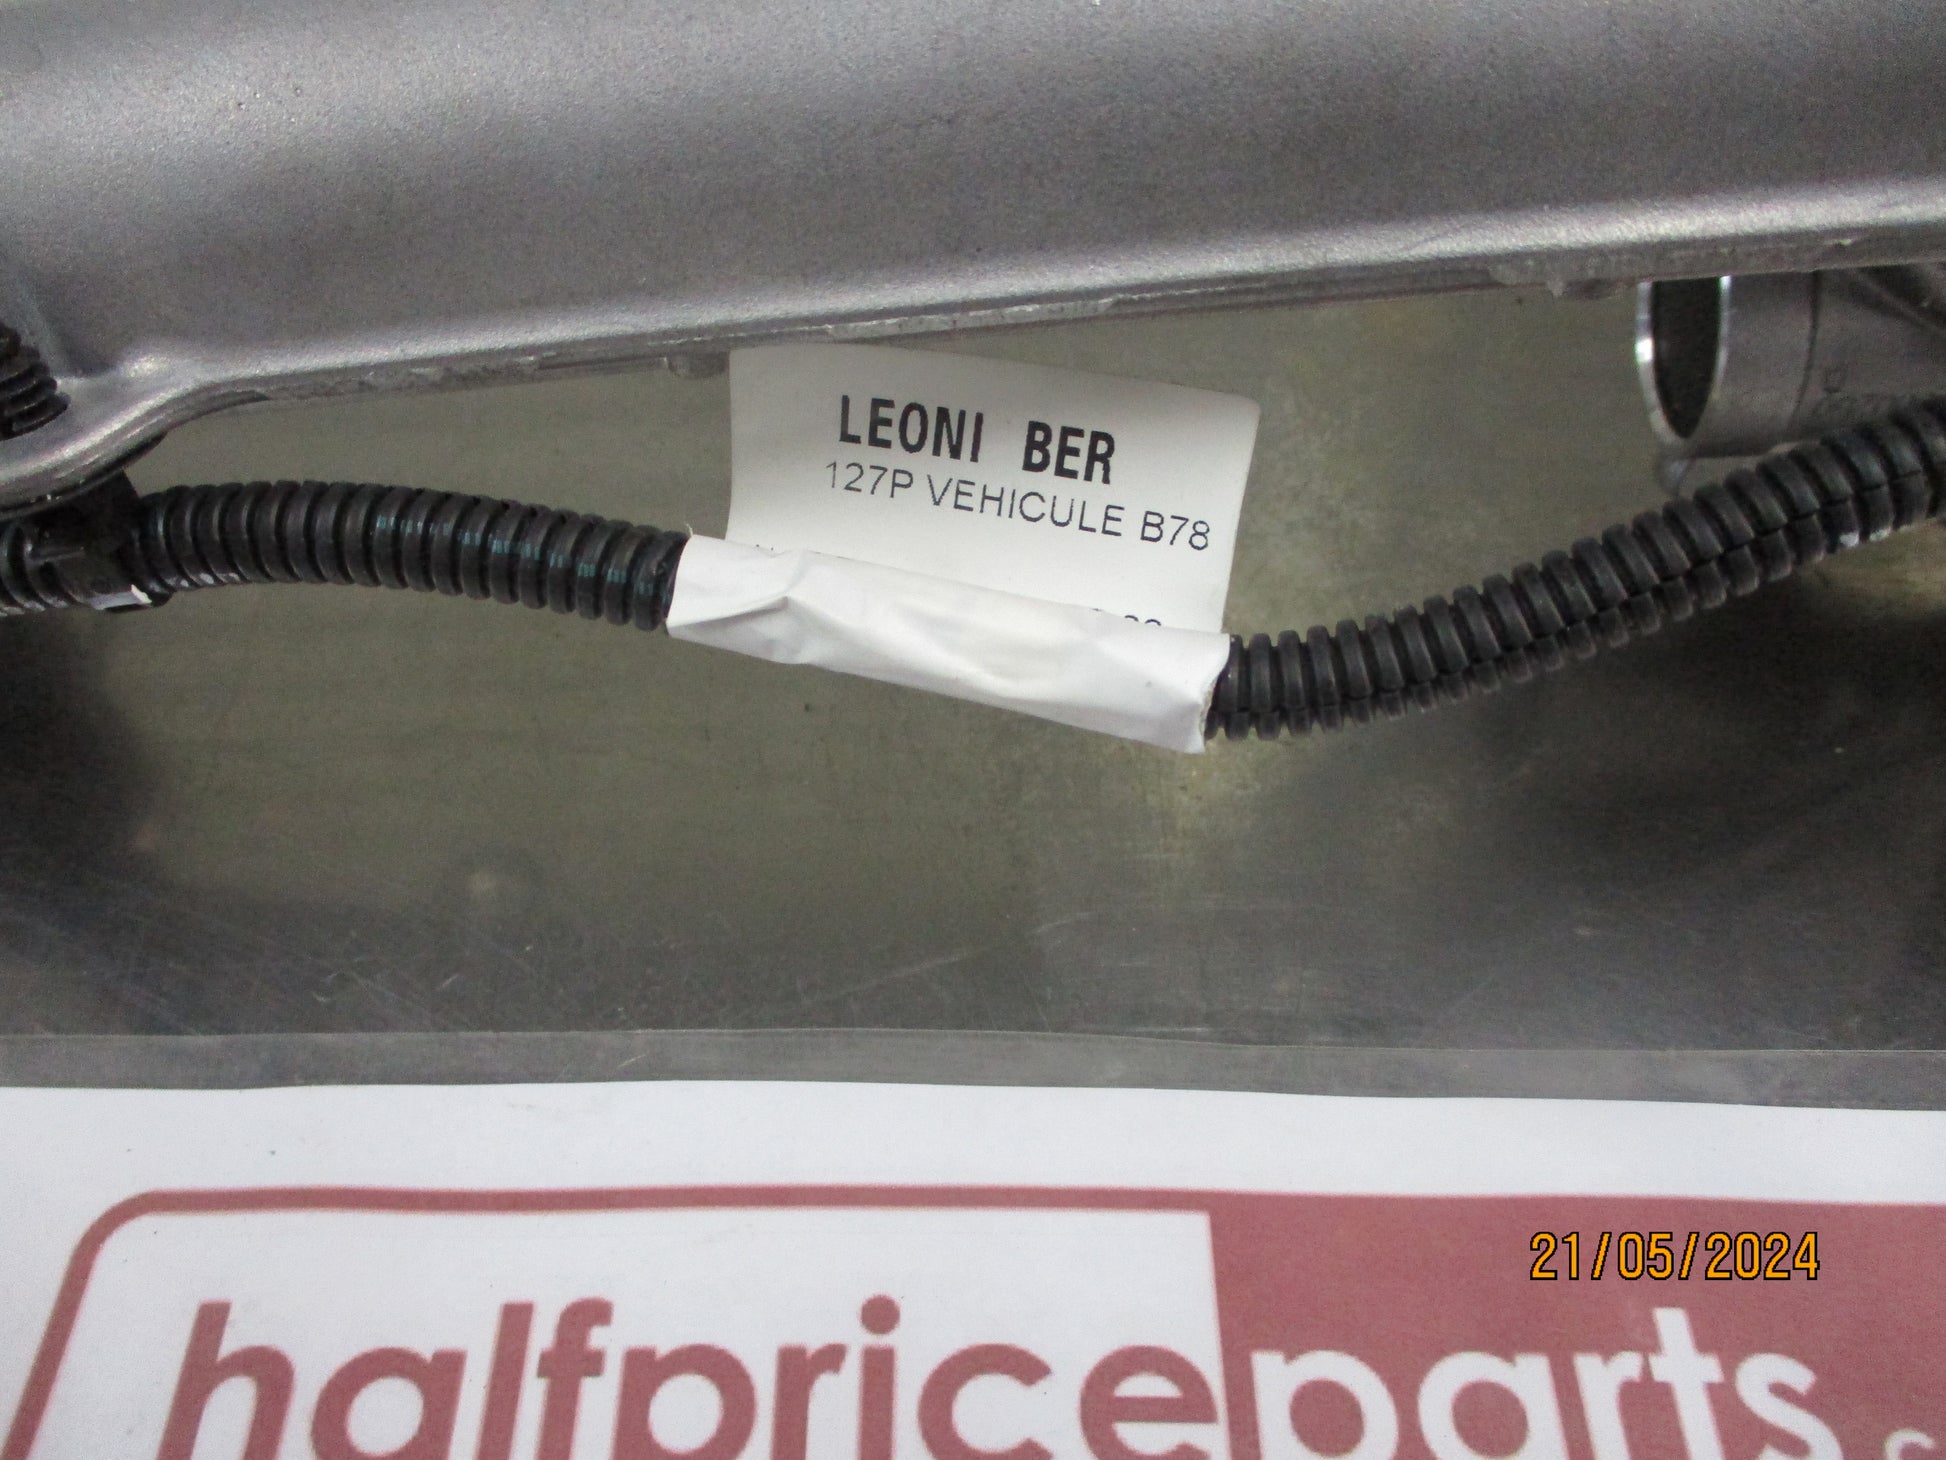 LEONI BER
127P VEHICULE B78
21/05/2024
halfpriceparts